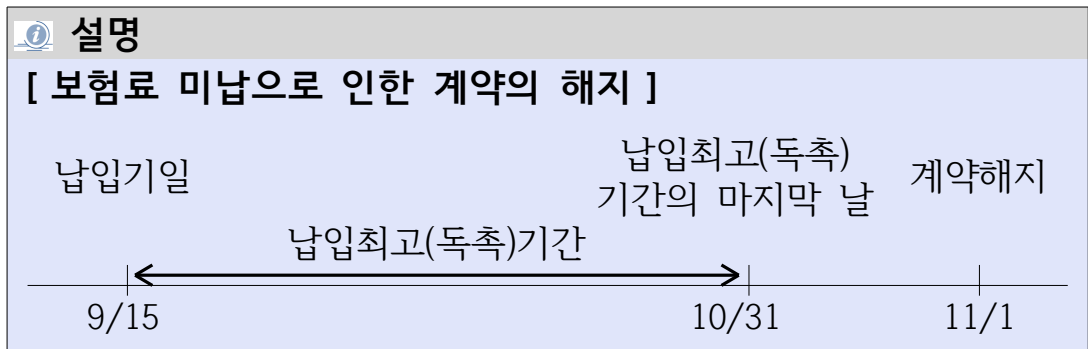 설명
[ 보험료 미납으로 인한 계약의 해지 ]
납입기일
납입최고(독촉)
기간의 마지막 날
계약해지
납입최고(독촉)기간
9/15
10/31
11/1